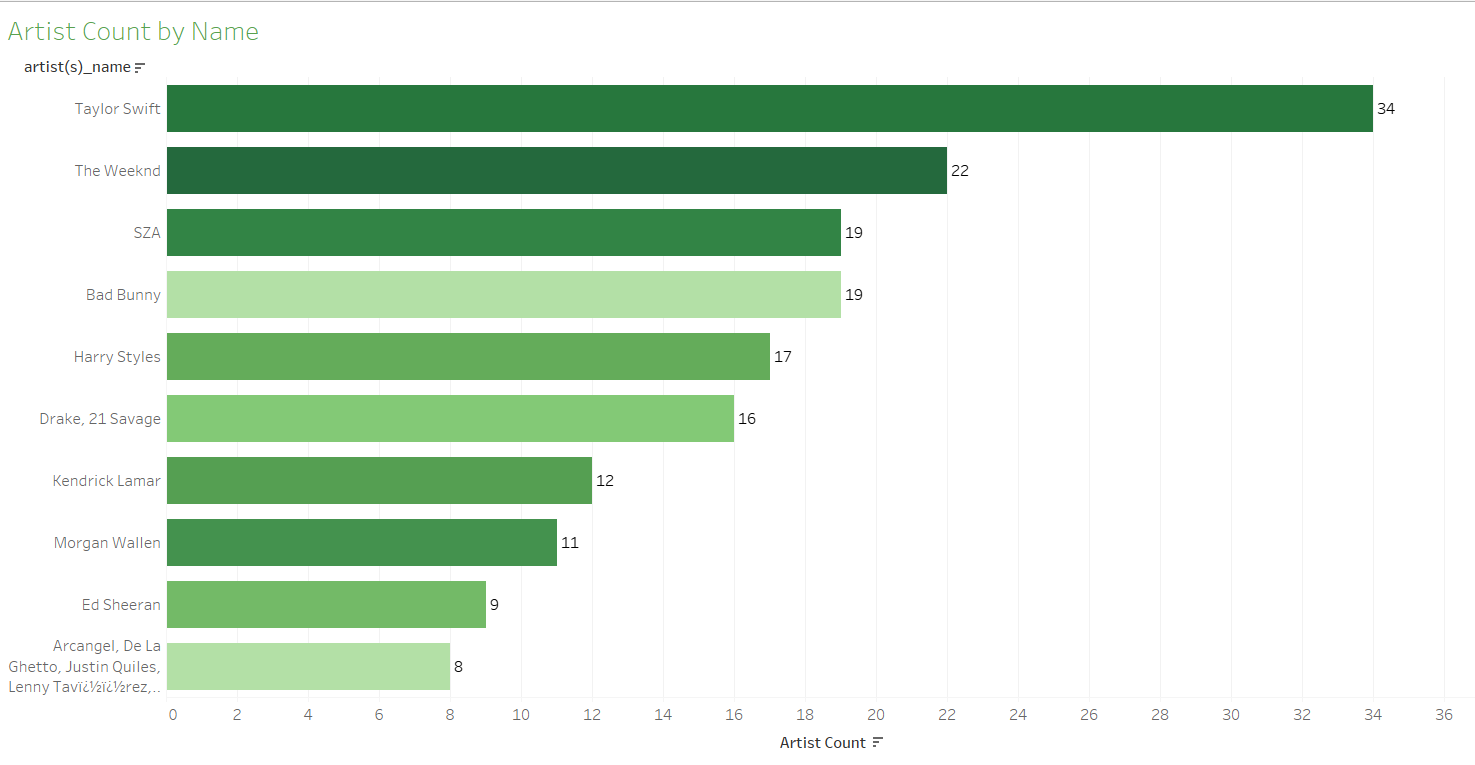 Artist Count by Name
artist(s)_name
Taylor Swift 34
The Weeknd 22
SZA 19
Bad Bunny 19
Harry Styles 17
Drake, 21 Savage 16
Kendrick Lamar 12
Morgan Wallen 11
Ed Sheeran 9
Arcangel, De La
Ghetto, Justin Quiles,
Lenny Tavï¿½ï¿½rez,.. 8
0 2 4 6 8 10 12 14 16 18 20 22 24 26 28 30 32 34 36
Artist Count